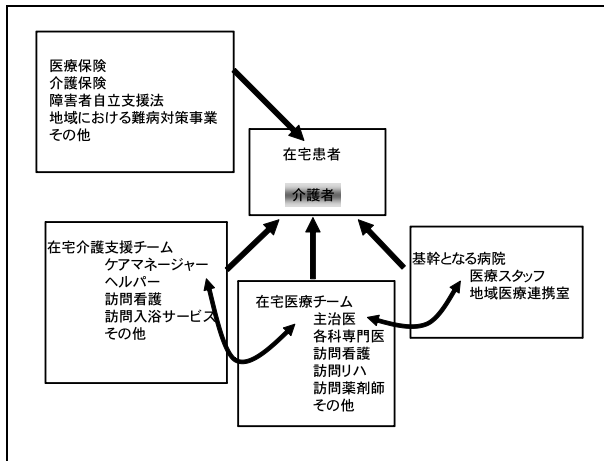 医療保険
介護保険
障害者自立支援法
地域における難病対策事業
その他
在宅患者
介護者
在宅介護支援チーム
ケアマネージャー
ヘルパー
訪問看護
訪問入浴サービス
その他
在宅医療チーム
主治医
各科専門医
訪問看護
訪問リハ
訪問薬剤師
その他
基幹となる病院
医療スタッフ
地域医療連携室